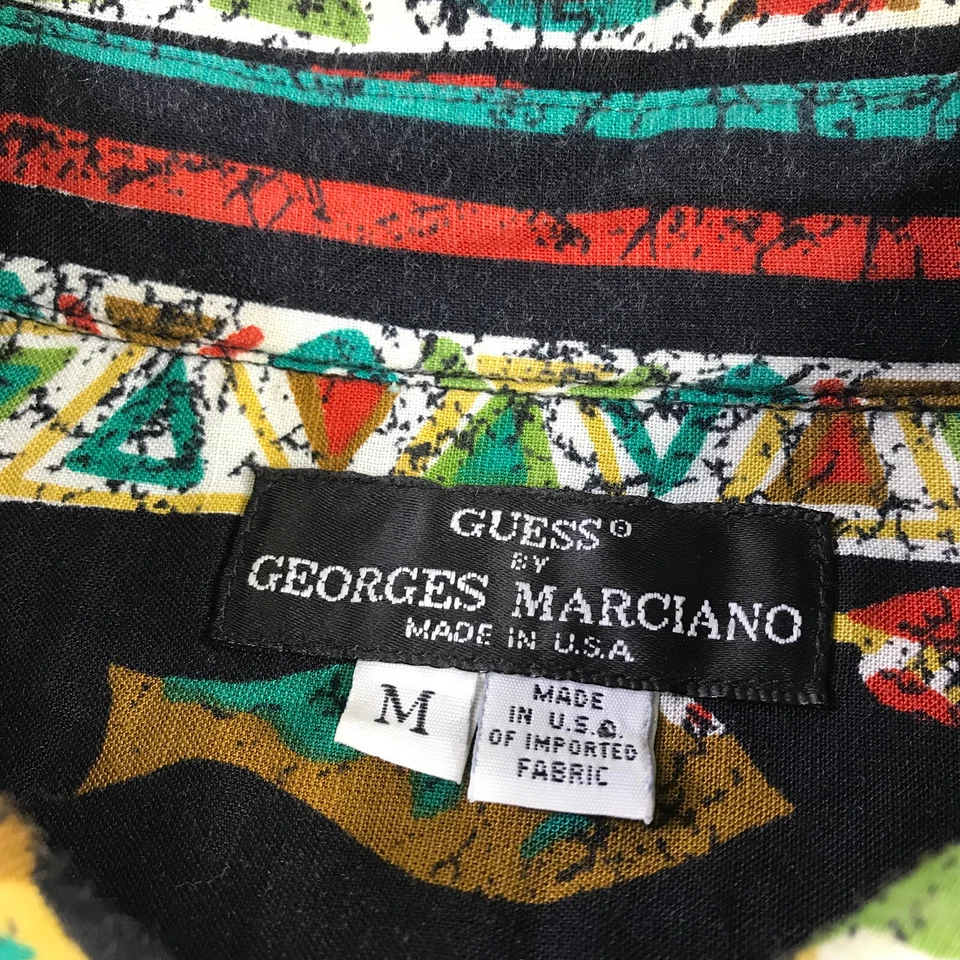 GUESS®
BY
GEORGES MARCIANO
MADE IN U.S.A
M
MADE
IN U.S.A.
OF IMPORTED
FABRIC